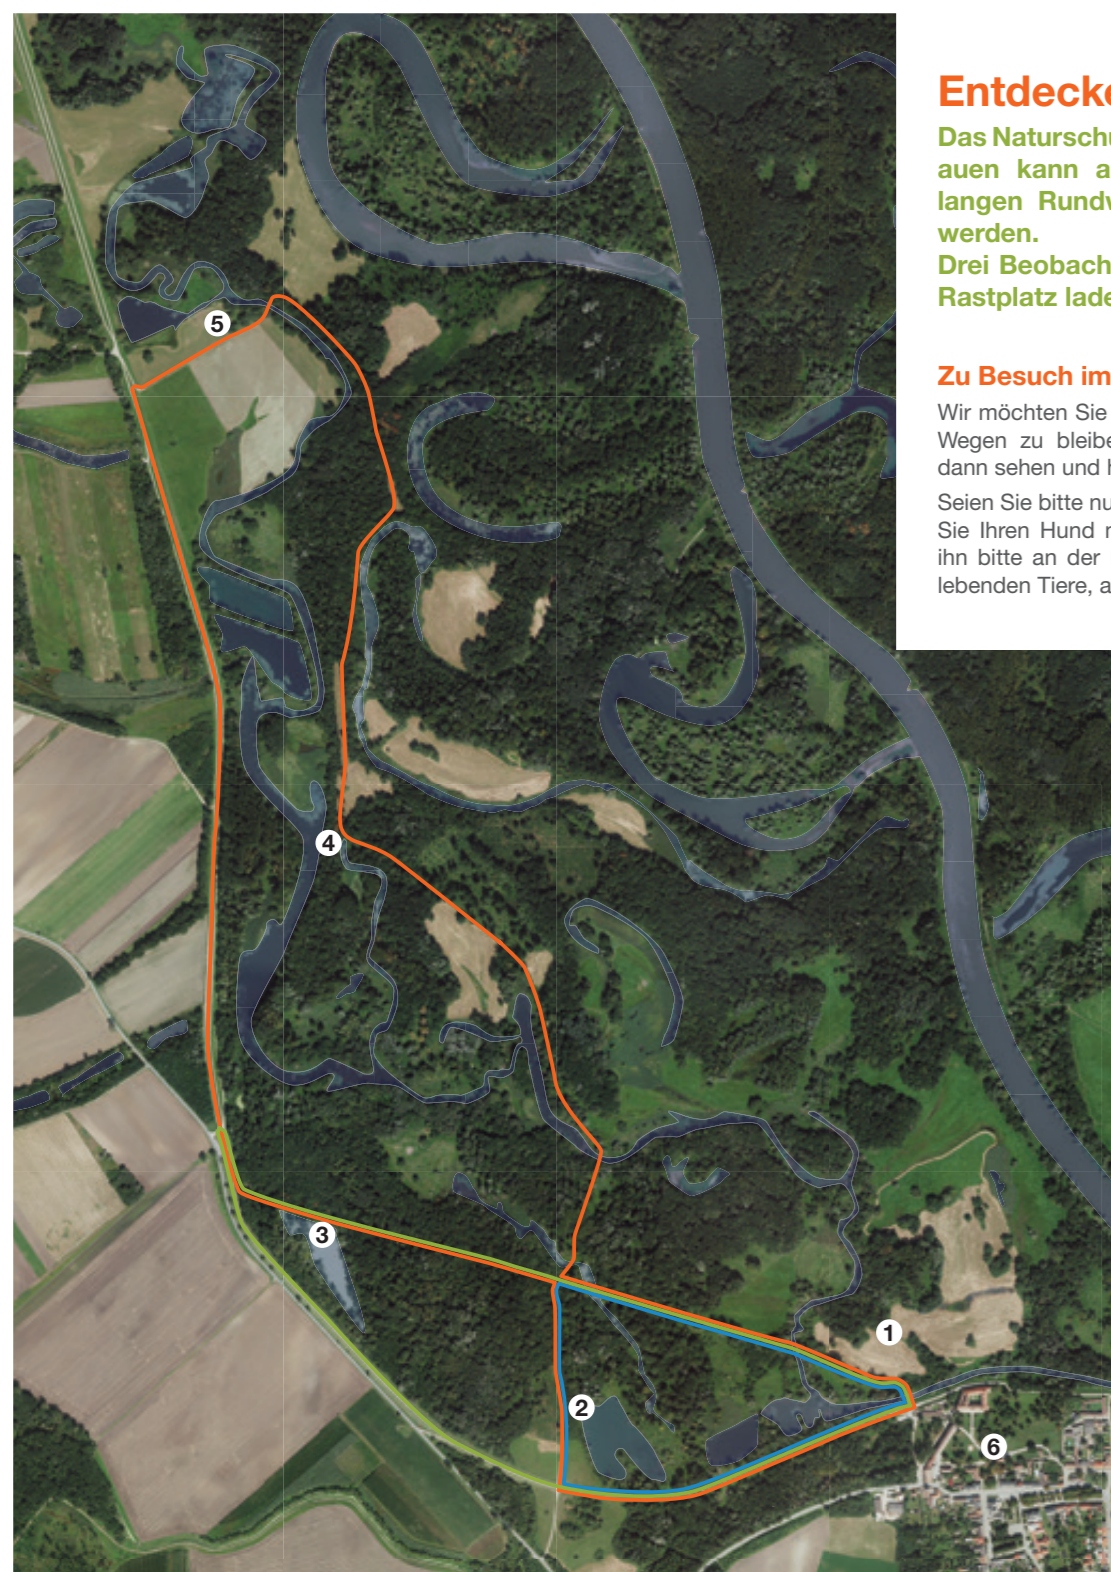 Entdecke
Das Naturschu
auen kann a
langen Rundw
werden.
Drei Beobach
Rastplatz lade
Zu Besuch im
Wir möchten Sie
Wegen zu bleibe
dann sehen und h
Seien Sie bitte nu
Sie Ihren Hund n
ihn bitte an der
lebenden Tiere, a
5
4
3
1
2
6